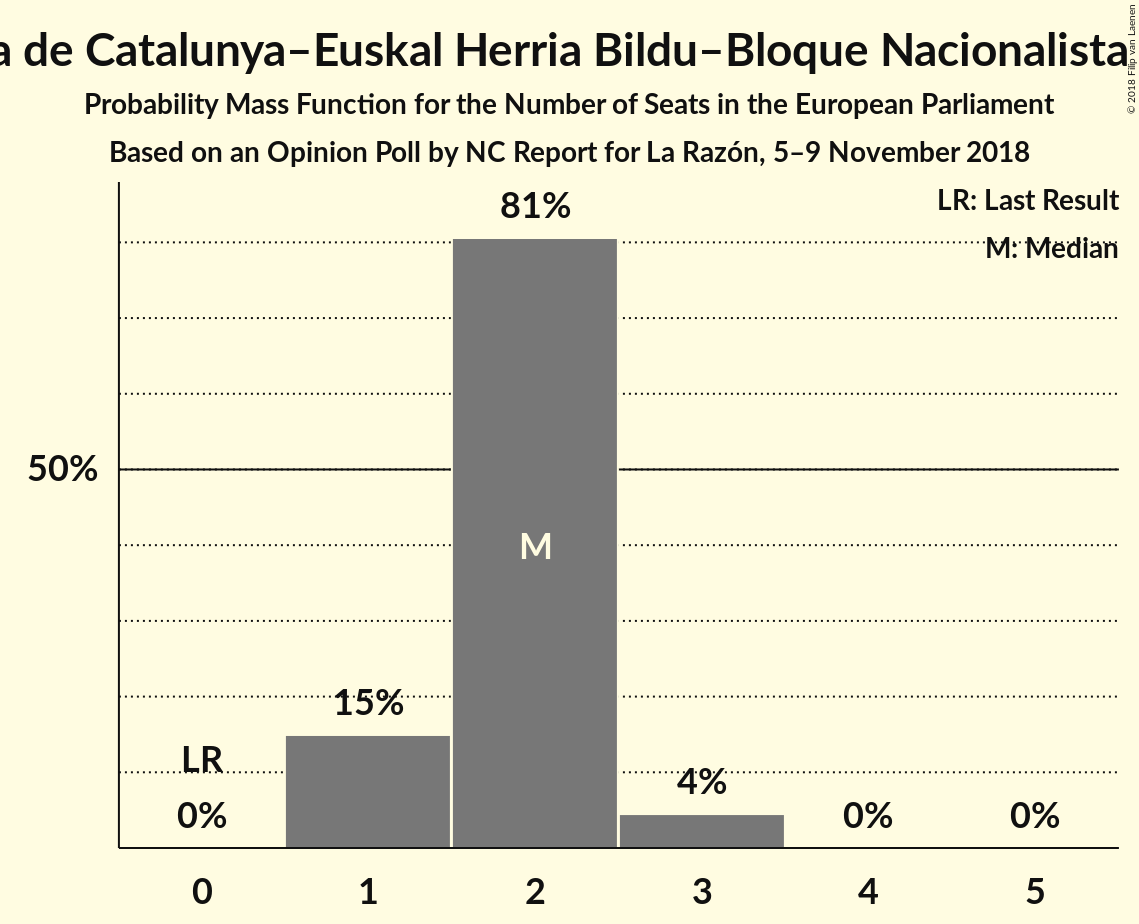 a de Catalunya–Euskal Herria Bildu–Bloque Nacionalista
Probability Mass Function for the Number of Seats in the European Parliament
Based on an Opinion Poll by NC Report for La Razón, 5–9 November 2018
© 2018 Filip van Laenen
LR: Last Result
M: Median
81%
50%
M
15%
LR
4%
0%
0%
0%
0 1 2 3 4 5